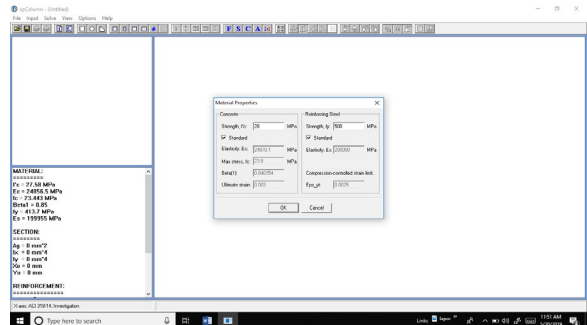 spColumn - (Untitled)
File Input Solve View Options Help
F S C A
Material Properties
Concrete
Strength, f'c: 28 MPa
Standard
Elasticity, Ec: MPa
Max stress, fc: 23.8 MPa
Beta(1):
Ultimate strain: 0.003
Reinforcing Steel
Strength, fy: 500 MPa
Standard
Elasticity, Es: 200000 MPa
Compression-controlled strain limit.
Eps_yt: 0.0025
OK Cancel
MATERIAL:
=========
f'c = 27.58 MPa
Ec = 24856.5 MPa
fc = 23.443 MPa
Beta1 = 0.85
fy = 413.7 MPa
Es = 199955 MPa
SECTION:
========
Ag = 0 mm^2
Ix = 0 mm^4
Iy = 0 mm^4
Xo = 0 mm
Yo = 0 mm
REINFORCEMENT:
==============
X-axis, ACI 318-14, Investigation
Type here to search
Links
11:51 AM